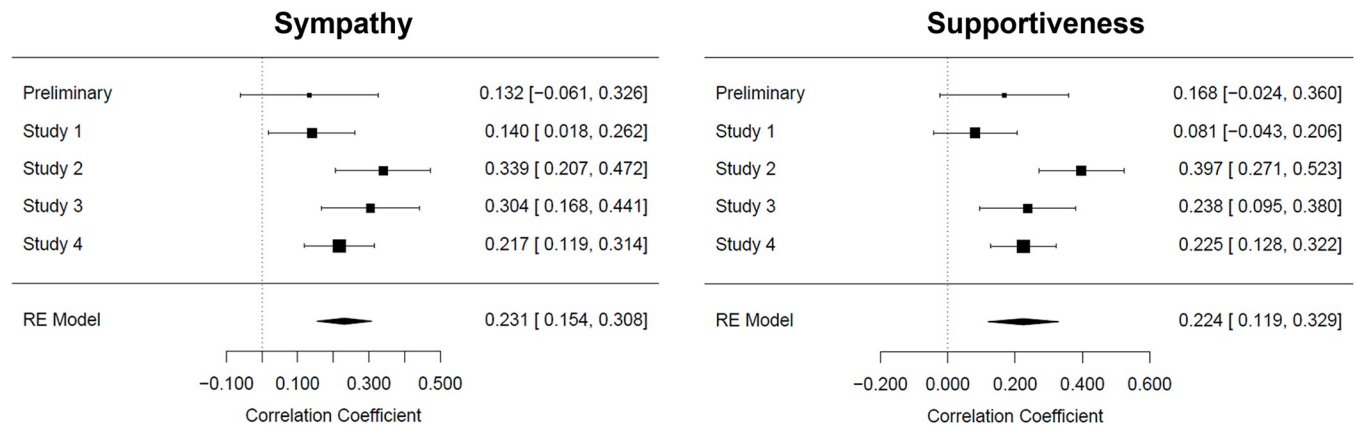 Sympathy
Preliminary 0.132 [−0.061, 0.326]
Study 1 0.140 [ 0.018, 0.262]
Study 2 0.339 [ 0.207, 0.472]
Study 3 0.304 [ 0.168, 0.441]
Study 4 0.217 [ 0.119, 0.314]
RE Model 0.231 [ 0.154, 0.308]
−0.100 0.100 0.300 0.500
Correlation Coefficient
Supportiveness
Preliminary 0.168 [−0.024, 0.360]
Study 1 0.081 [−0.043, 0.206]
Study 2 0.397 [ 0.271, 0.523]
Study 3 0.238 [ 0.095, 0.380]
Study 4 0.225 [ 0.128, 0.322]
RE Model 0.224 [ 0.119, 0.329]
−0.200 0.000 0.200 0.400 0.600
Correlation Coefficient